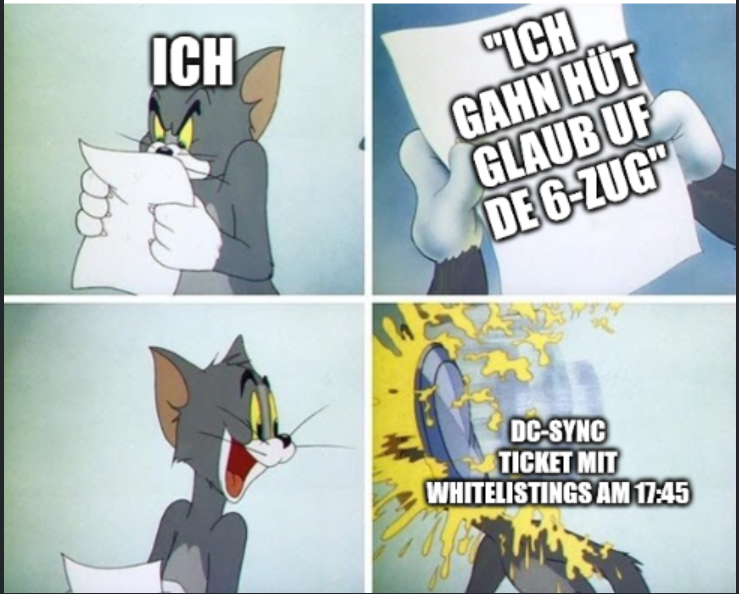 ICH
"ICH
GAHN HÜT
GLAUB UF
DE 6-ZUG"
DC-SYNC
TICKET MIT
WHITELISTINGS AM 17:45